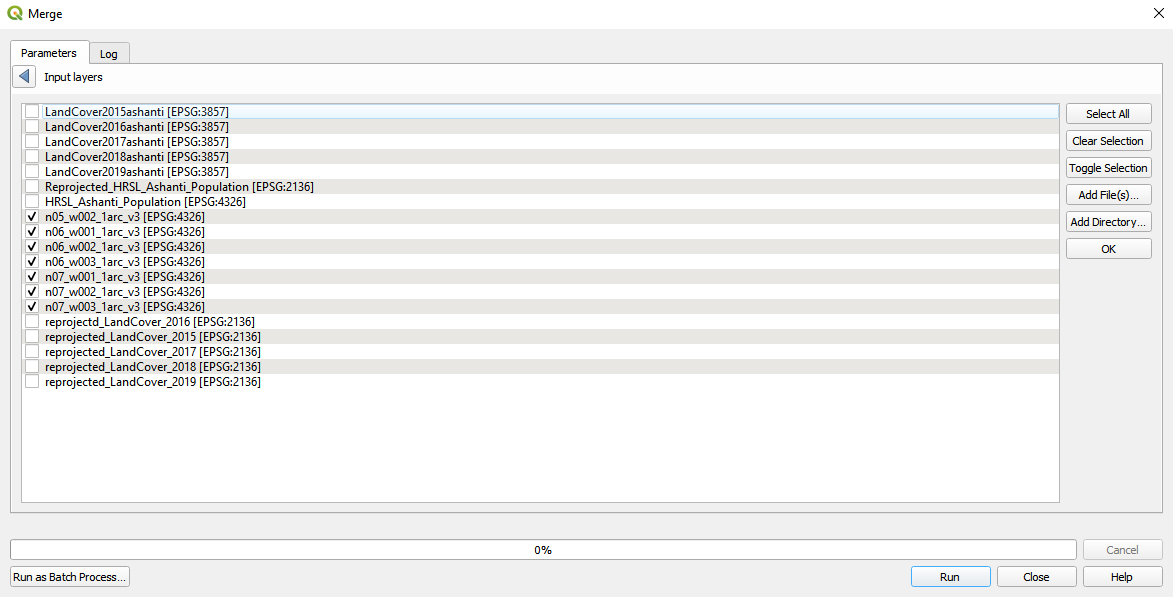 Merge
Parameters
Log
Input layers
LandCover2015ashanti [EPSG:3857]
LandCover2016ashanti [EPSG:3857]
LandCover2017ashanti [EPSG:3857]
LandCover2018ashanti [EPSG:3857]
LandCover2019ashanti [EPSG:3857]
Reprojected_HRSL_Ashanti_Population [EPSG:2136]
HRSL_Ashanti_Population [EPSG:4326]
n05_w002_1arc_v3 [EPSG:4326]
n06_w001_1arc_v3 [EPSG:4326]
n06_w002_1arc_v3 [EPSG:4326]
n06_w003_1arc_v3 [EPSG:4326]
n07_w001_1arc_v3 [EPSG:4326]
n07_w002_1arc_v3 [EPSG:4326]
n07_w003_1arc_v3 [EPSG:4326]
reprojectd_LandCover_2016 [EPSG:2136]
reprojected_LandCover_2015 [EPSG:2136]
reprojected_LandCover_2017 [EPSG:2136]
reprojected_LandCover_2018 [EPSG:2136]
reprojected_LandCover_2019 [EPSG:2136]
Select All
Clear Selection
Toggle Selection
Add File(s)...
Add Directory...
OK
0%
Cancel
Run as Batch Process...
Run
Close
Help